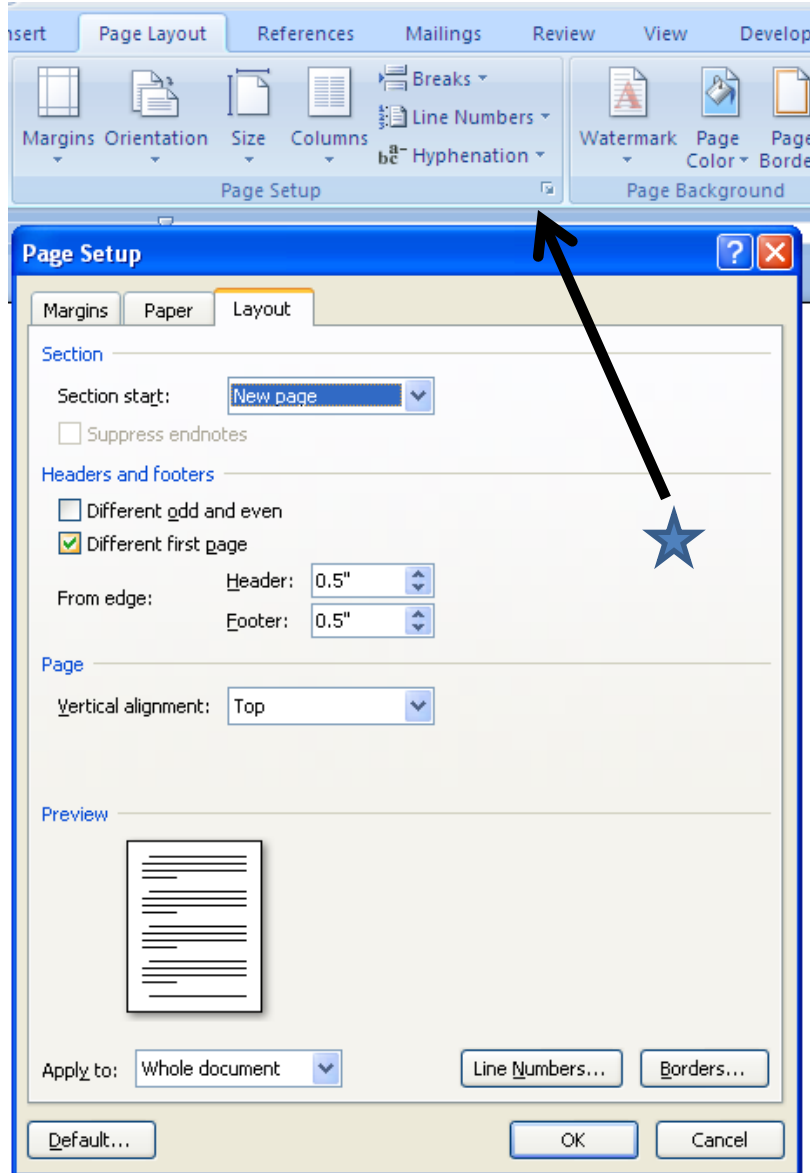 nsert Page Layout References Mailings Review View Develop
Breaks
Line Numbers
Hyphenation
Margins Orientation Size Columns Watermark Page Color Page Borde
Page Setup Page Background
Page Setup
Margins Paper Layout
Section
Section start: New page
Suppress endnotes
Headers and footers
Different odd and even
Different first page
From edge:
Header: 0.5"
Footer: 0.5"
Page
Vertical alignment: Top
Preview
Apply to: Whole document Line Numbers... Borders...
Default... OK Cancel